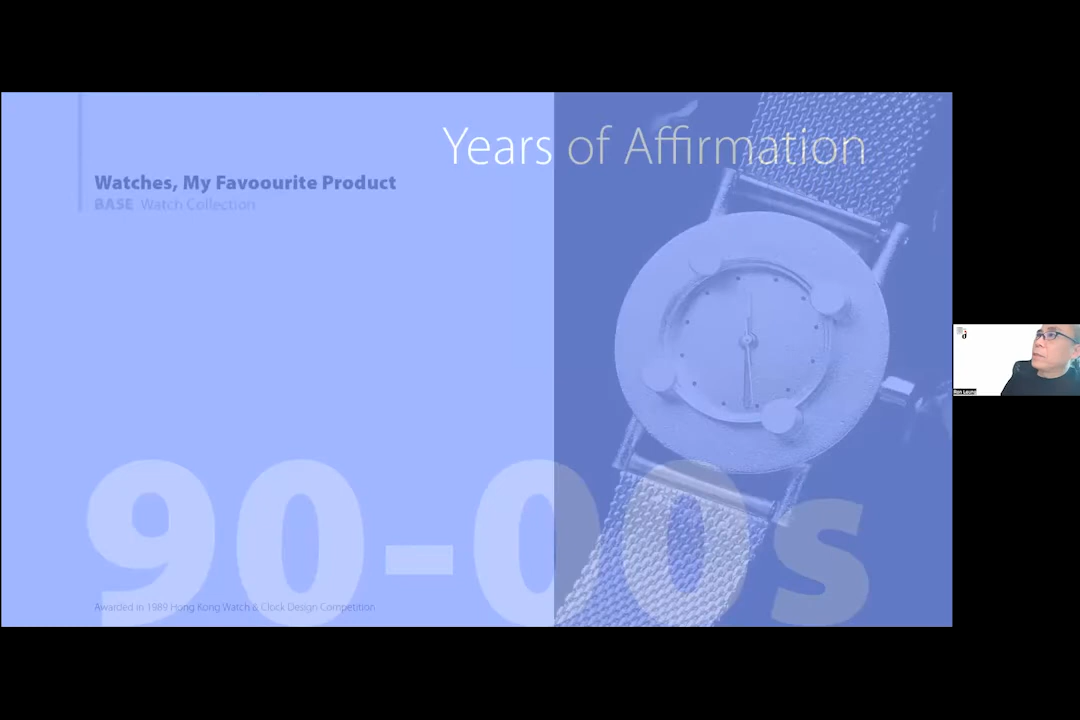 Years of Affirmation
Watches, My Favoourite Product
BASE Watch Collection
90-00s
Awarded in 1989 Hong Kong Watch & Clock Design Competition